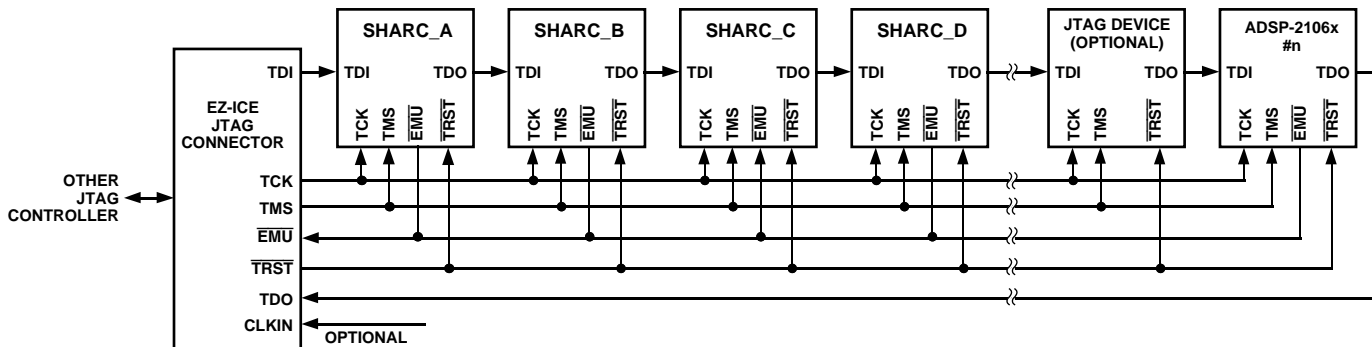 SHARC_A
SHARC_B
SHARC_C
SHARC_D
JTAG DEVICE
(OPTIONAL)
ADSP-2106x
#n
TDI
TDI
TDO
TDI
TDO
TDI
TDO
TDI
TDO
TDI
TDO
TDI
TDO
EZ-ICE
JTAG
CONNECTOR
TCK
TMS
EMU
TRST
TCK
TMS
EMU
TRST
TCK
TMS
EMU
TRST
TCK
TMS
EMU
TRST
TCK
TMS
TRST
TCK
TMS
EMU
TRST
OTHER
JTAG
CONTROLLER
TCK
TMS
EMU
TRST
TDO
CLKIN
OPTIONAL